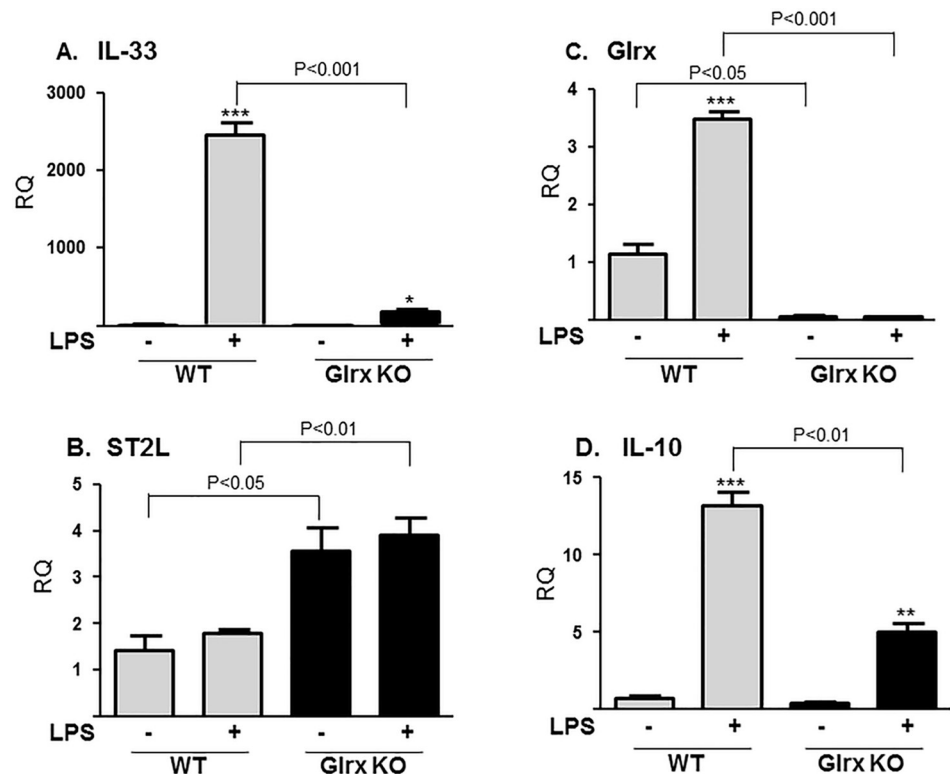 A. IL-33
P<0.001
3000
***
2000
RQ
1000
*
LPS - + - +
WT Glrx KO
C. Glrx
P<0.001
P<0.05
4
***
3
RQ
2
1
LPS - + - +
WT Glrx KO
B. ST2L
P<0.01
P<0.05
5
4
3
RQ
2
1
LPS - + - +
WT Glrx KO
D. IL-10
P<0.01
15
***
10
RQ
5
**
LPS - + - +
WT Glrx KO